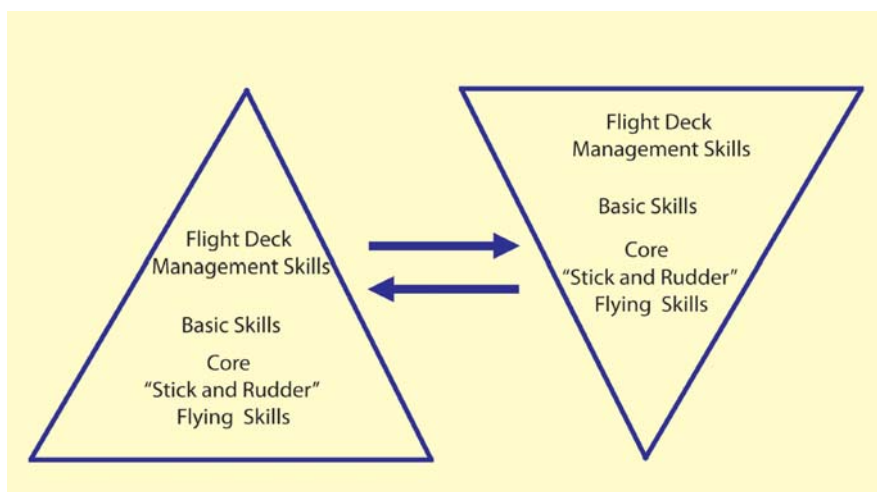 Flight Deck
Management Skills
Basic Skills
Core
“Stick and Rudder”
Flying Skills
Flight Deck
Management Skills
Basic Skills
Core
“Stick and Rudder”
Flying Skills